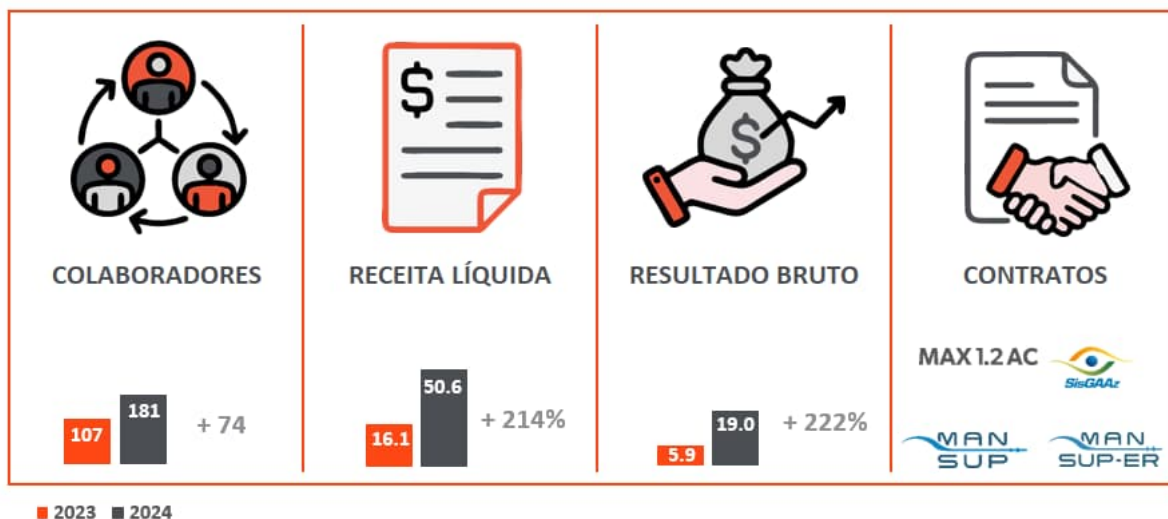 $
$
COLABORADORES
107
181
+ 74
RECEITA LÍQUIDA
16.1
50.6
+ 214%
RESULTADO BRUTO
5.9
19.0
+ 222%
CONTRATOS
MAX 1.2 AC
SisGAAz
MAN
SUP
MAN
SUP-ER
2023
2024